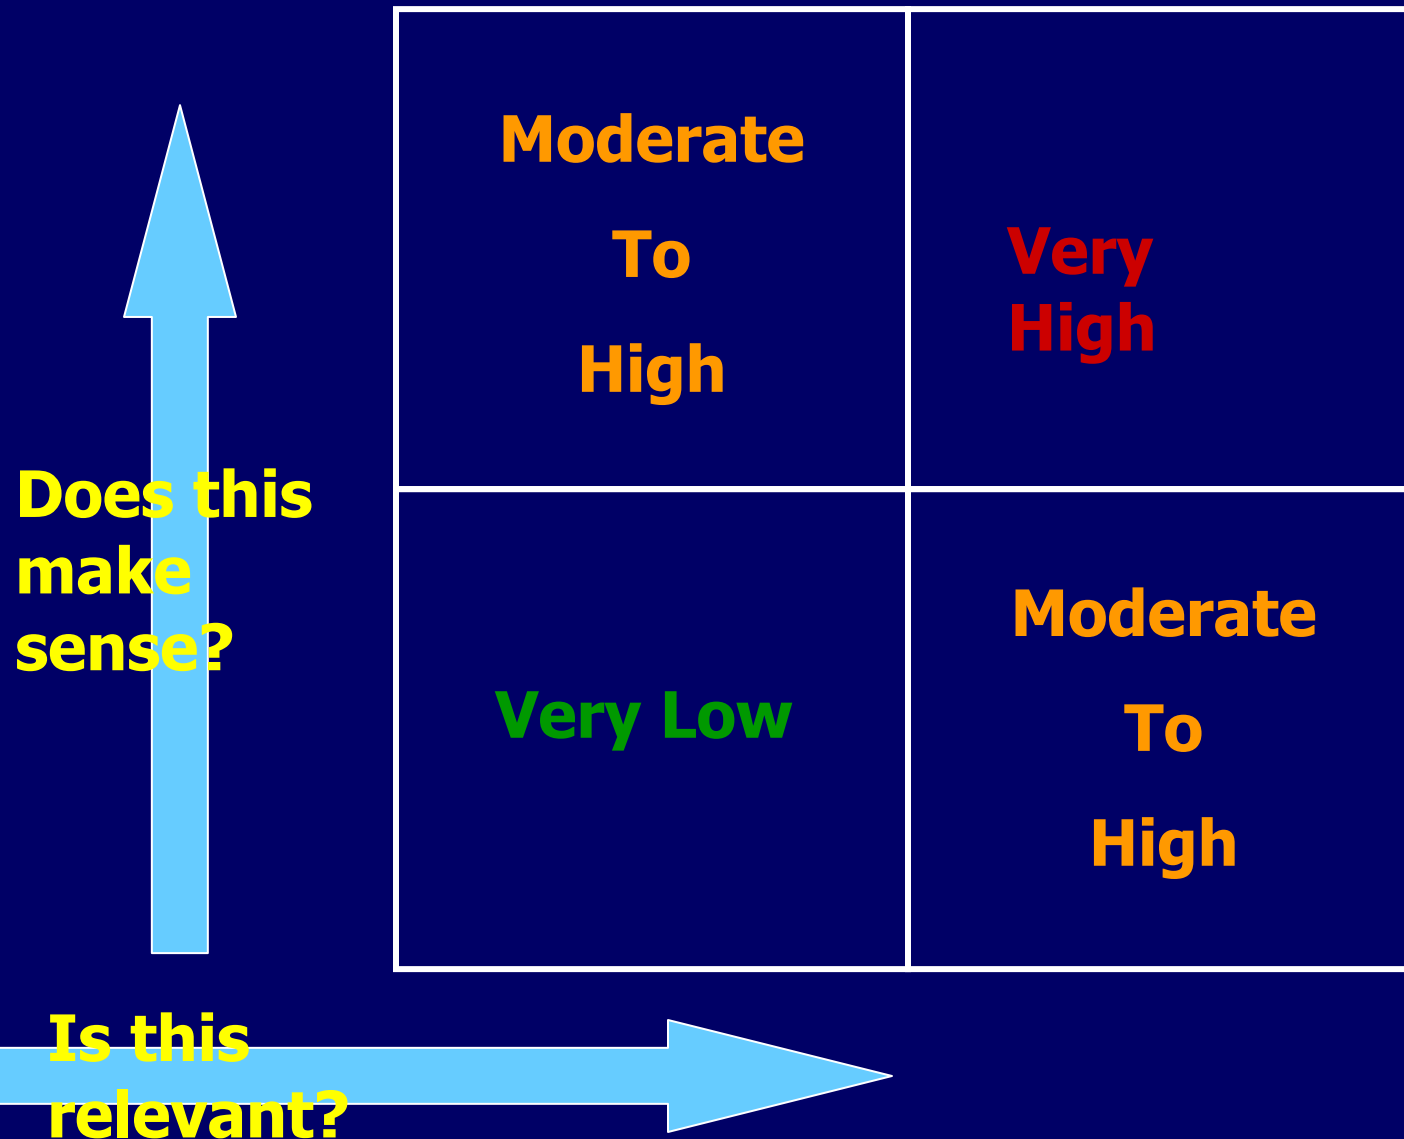 Moderate
To
High
Very
High
Does this
make
sense?
Very Low
Moderate
To
High
Is this
relevant?